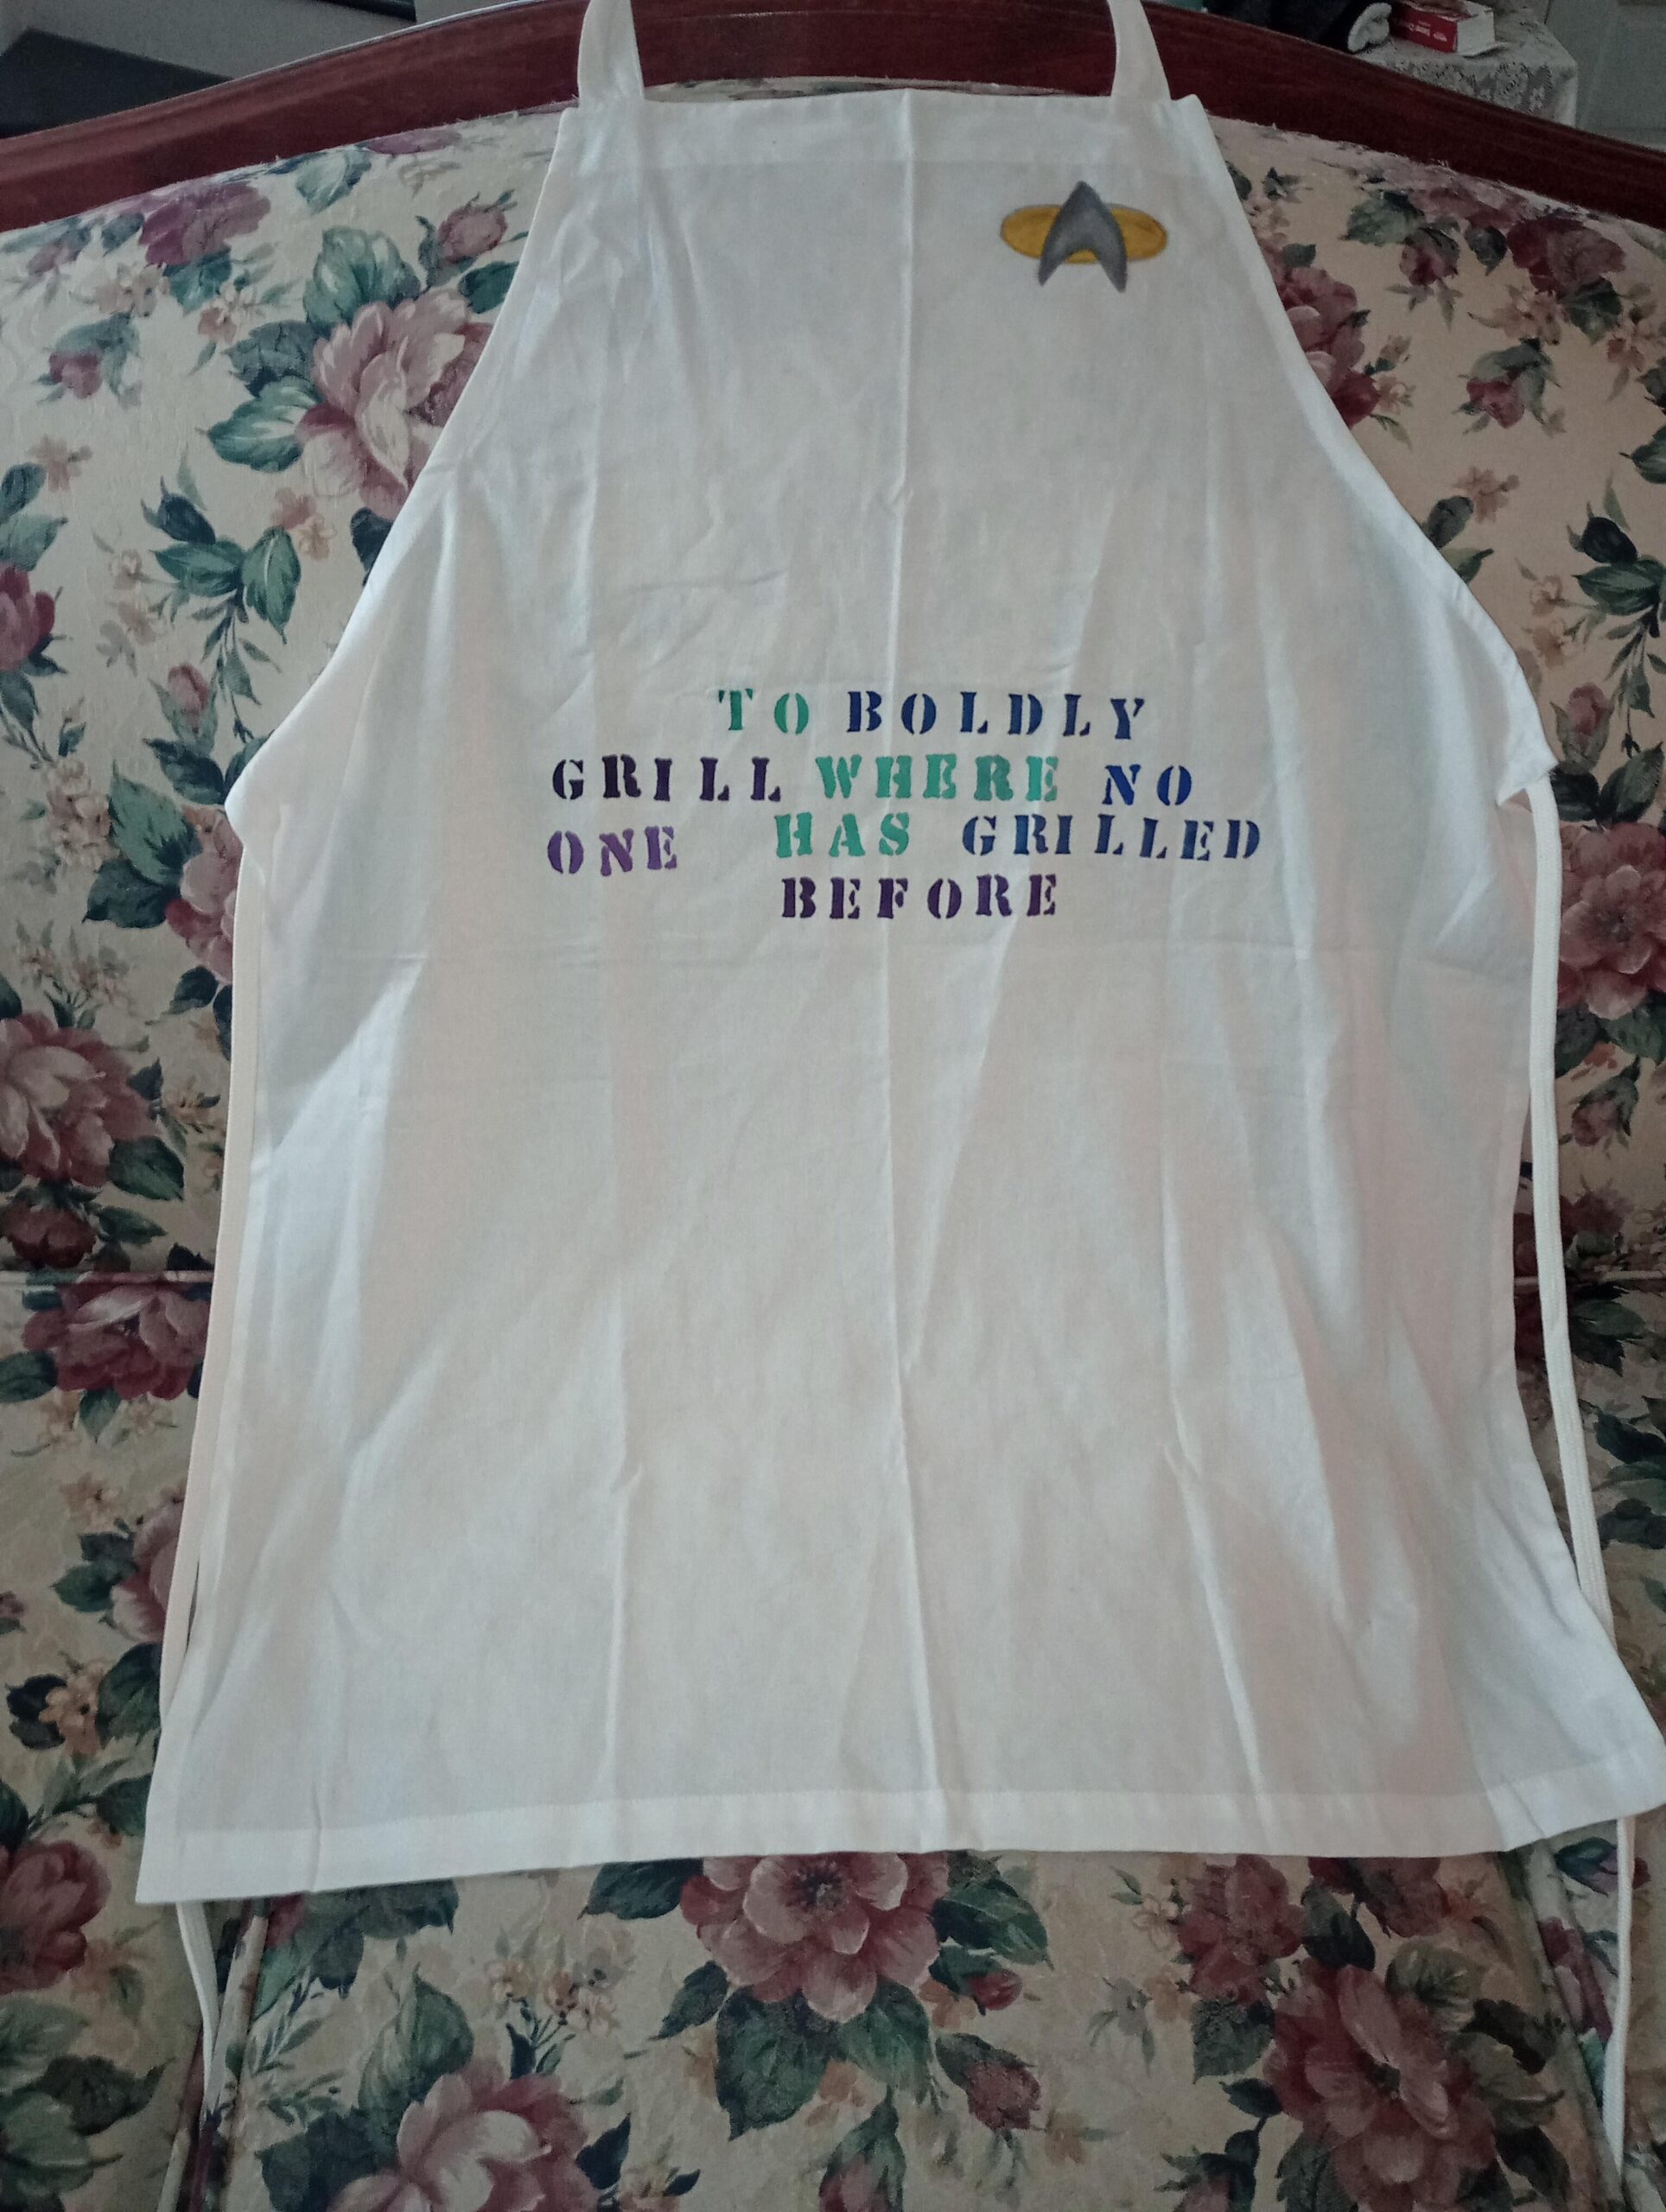 TO BOLDLY
GRILL WHERE NO
ONE HAS GRILLED
BEFORE